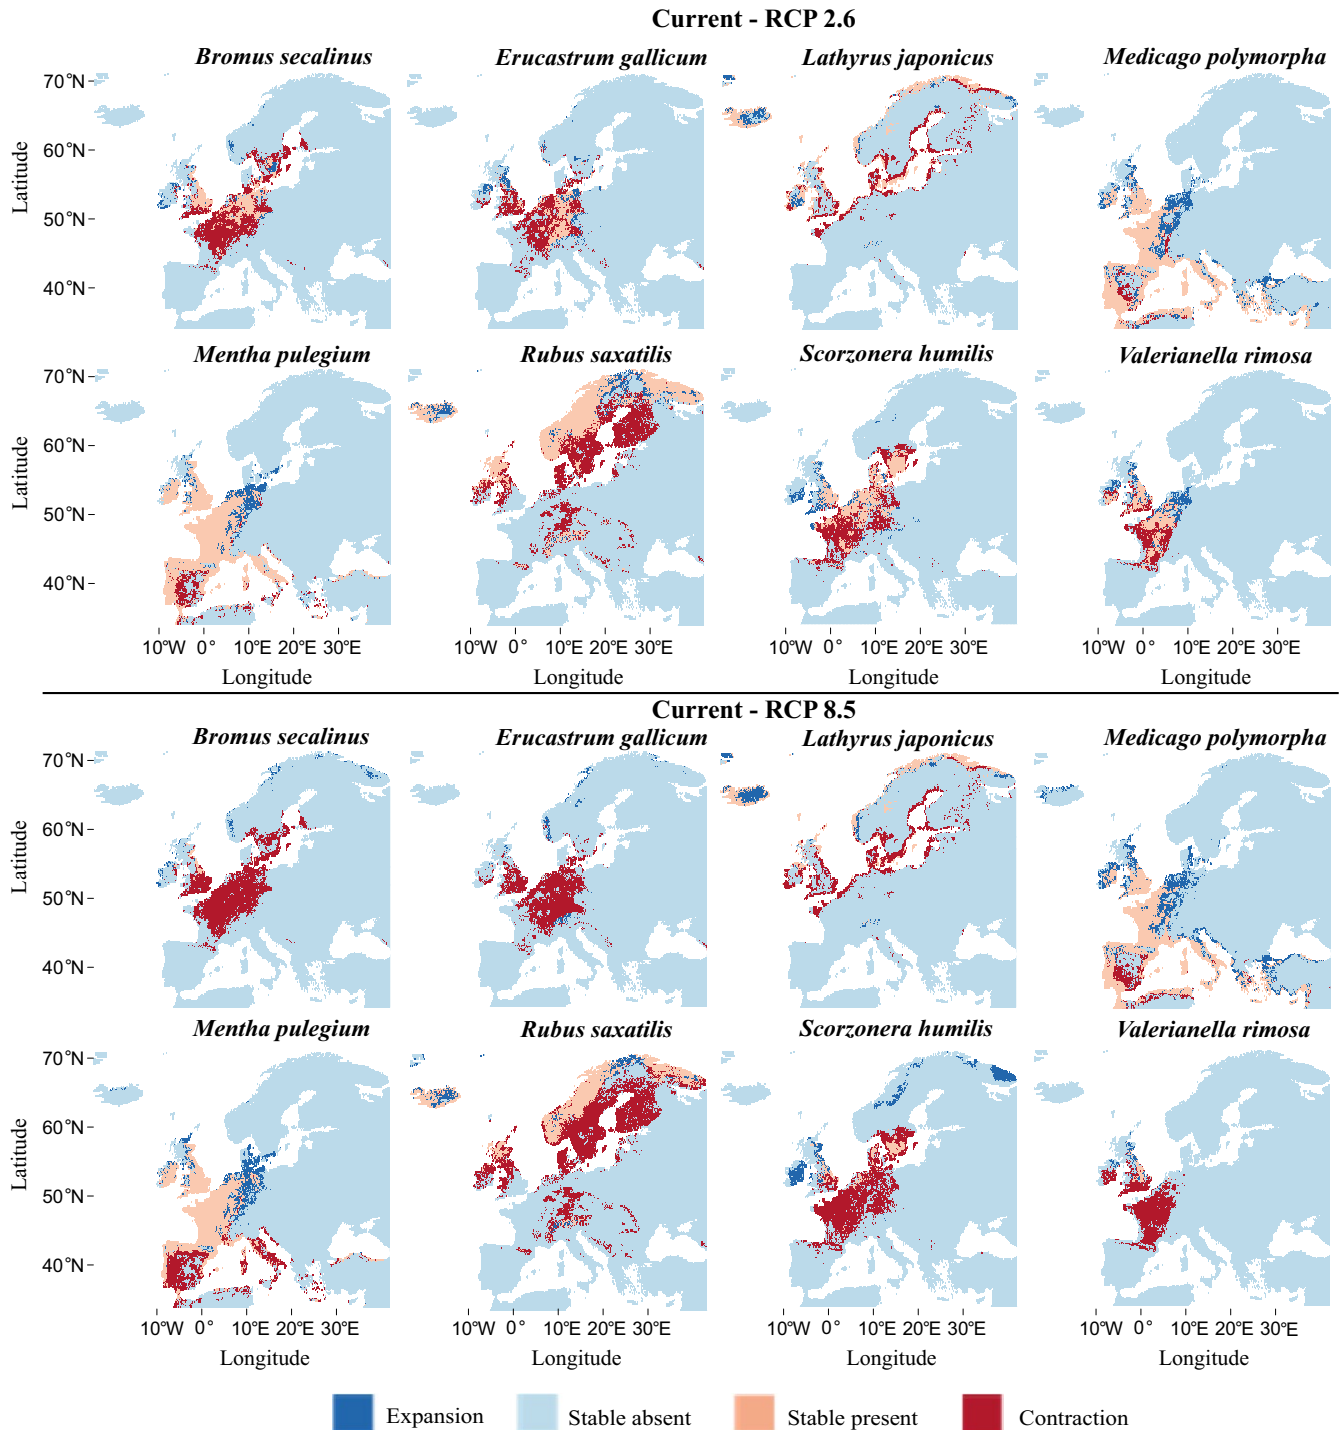 Current - RCP 2.6
Bromus secalinus Erucastrum gallicum Lathyrus japonicus Medicago polymorpha
70°N
60°N
50°N
40°N
Latitude
Mentha pulegium Rubus saxatilis Scorzonera humilis Valerianella rimosa
70°N
60°N
50°N
40°N
Latitude
10°W 0° 10°E 20°E 30°E 10°W 0° 10°E 20°E 30°E 10°W 0° 10°E 20°E 30°E 10°W 0° 10°E 20°E 30°E
Longitude Longitude Longitude Longitude
Current - RCP 8.5
Bromus secalinus Erucastrum gallicum Lathyrus japonicus Medicago polymorpha
70°N
60°N
50°N
40°N
Latitude
Mentha pulegium Rubus saxatilis Scorzonera humilis Valerianella rimosa
70°N
60°N
50°N
40°N
Latitude
10°W 0° 10°E 20°E 30°E 10°W 0° 10°E 20°E 30°E 10°W 0° 10°E 20°E 30°E 10°W 0° 10°E 20°E 30°E
Longitude Longitude Longitude Longitude
Expansion Stable absent Stable present Contraction